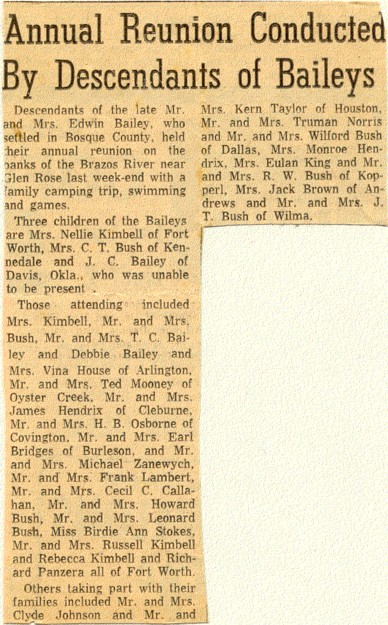 Annual Reunion Conducted
By Descendants of Baileys
Descendants of the late Mr.
and Mrs. Edwin Bailey, who
settled in Bosque County, held
their annual reunion on the
banks of the Brazos River near
Glen Rose last week-end with a
family camping trip, swimming
and games.
Three children of the Baileys
are Mrs. Nellie Kimbell of Fort
Worth, Mrs. C. T. Bush of Ken-
nedale and J. C. Bailey of
Davis, Okla., who was unable
to be present .
Those attending included
Mrs. Kimbell, Mr. and Mrs.
Bush, Mr. and Mrs. T. C. Bai-
ley and Debbie Bailey and
Mrs. Vina House of Arlington,
Mr. and Mrs. Ted Mooney of
Oyster Creek, Mr. and Mrs.
James Hendrix of Cleburne,
Mr. and Mrs. H. B. Osborne of
Covington, Mr. and Mrs. Earl
Bridges of Burleson, and Mr.
and Mrs. Michael Zanewych,
Mr. and Mrs. Frank Lambert,
Mr. and Mrs. Cecil C. Calla-
han, Mr. and Mrs. Howard
Bush, Mr. and Mrs. Leonard
Bush, Miss Birdie Ann Stokes,
Mr. and Mrs. Russell Kimbell
and Rebecca Kimbell and Rich-
ard Panzera all of Fort Worth.
Others taking part with their
families included Mr. and Mrs.
Clyde Johnson and Mr. and
Mrs. Kern Taylor of Houston,
Mr. and Mrs. Truman Norris
and Mr. and Mrs. Wilford Bush
of Dallas, Mrs. Monroe Hen-
drix, Mrs. Eulan King and Mr.
and Mrs. R. W. Bush of Kop-
perl, Mrs. Jack Brown of An-
drews and Mr. and Mrs. J.
T. Bush of Wilma.